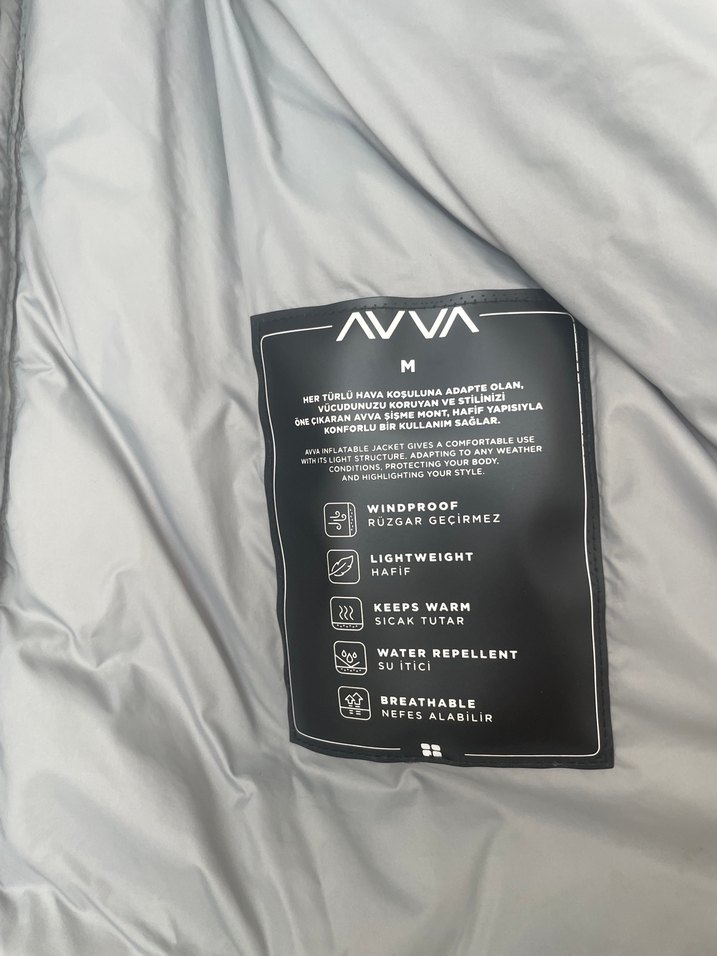 AVVA
M
HER TÜRLÜ HAVA KOŞULUNA ADAPTE OLAN,
VÜCUDUNUZU KORUYAN VE STİLİNİZİ
ÖNE ÇIKARAN AVVA ŞİŞME MONT, HAFİF YAPISIYLA
KONFORLU BİR KULLANIM SAĞLAR.
AVVA INFLATABLE JACKET GIVES A COMFORTABLE USE
WITH ITS LIGHT STRUCTURE, ADAPTING TO ANY WEATHER
CONDITIONS, PROTECTING YOUR BODY,
AND HIGHLIGHTING YOUR STYLE.
WINDPROOF
RÜZGAR GEÇİRMEZ
LIGHTWEIGHT
HAFİF
KEEPS WARM
SICAK TUTAR
WATER REPELLENT
SU İTİCİ
BREATHABLE
NEFES ALABİLİR